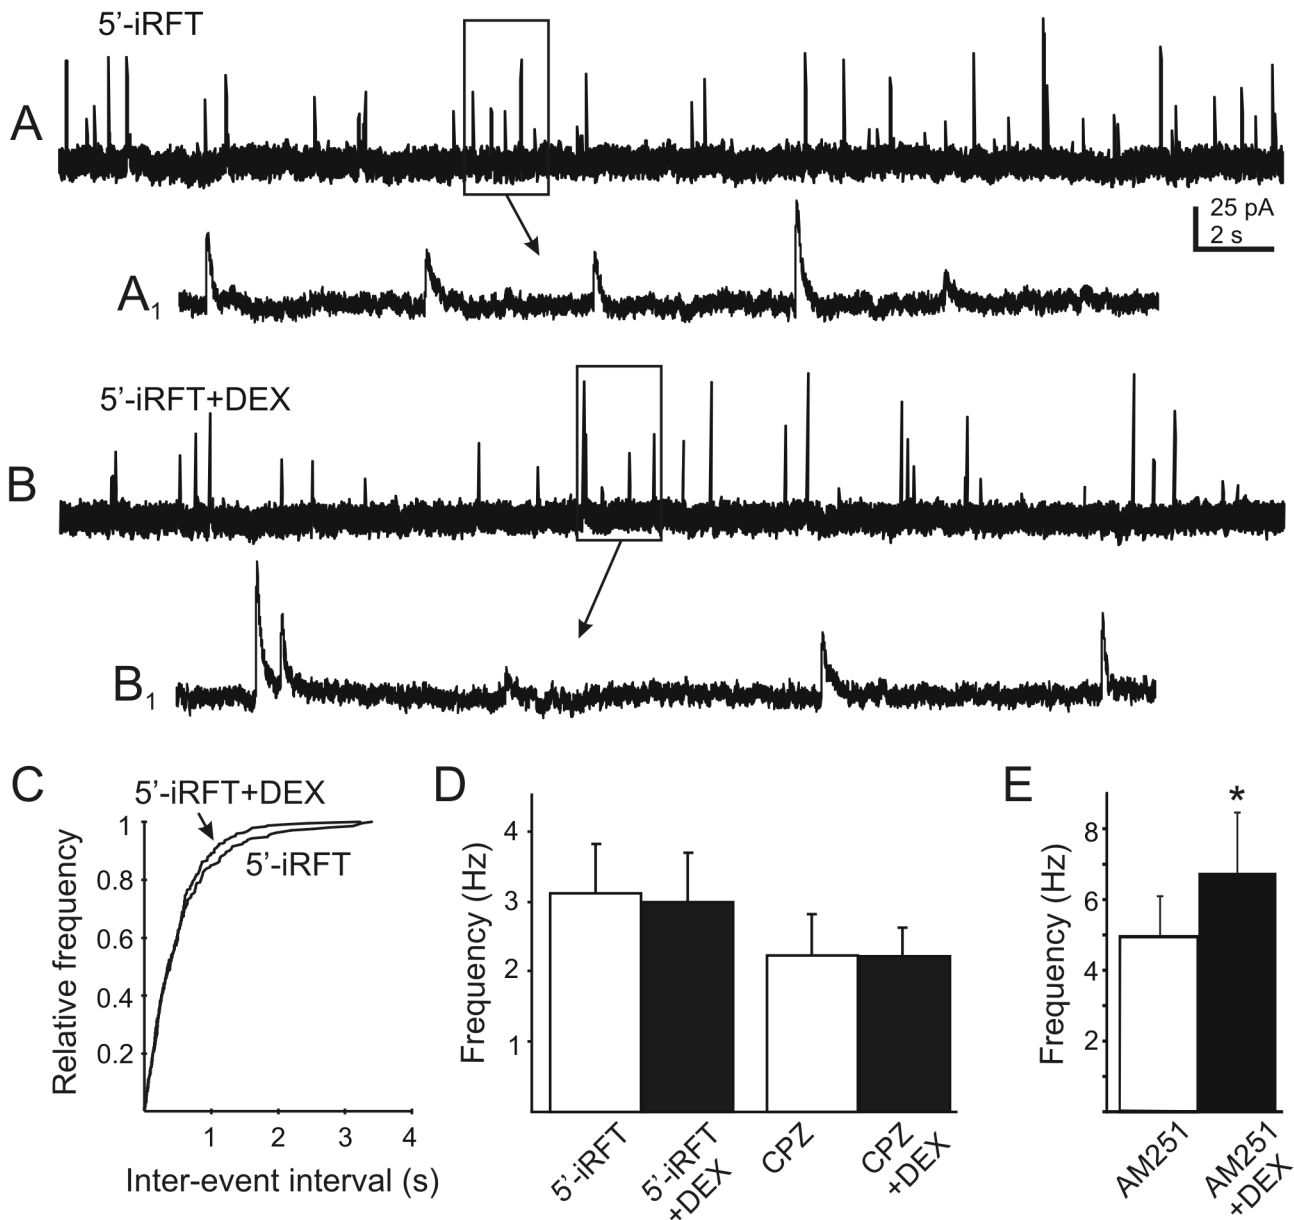 5’-iRFT
A
25 pA
2 s
A1
5’-iRFT+DEX
B
B1
C
5’-iRFT+DEX
5’-iRFT
Relative frequency
1
0.8
0.6
0.4
0.2
1 2 3 4
Inter-event interval (s)
D
Frequency (Hz)
4
3
2
1
5’-iRFT
5’-iRFT
+DEX
CPZ
CPZ
+DEX
E
*
Frequency (Hz)
8
6
4
2
AM251
AM251
+DEX